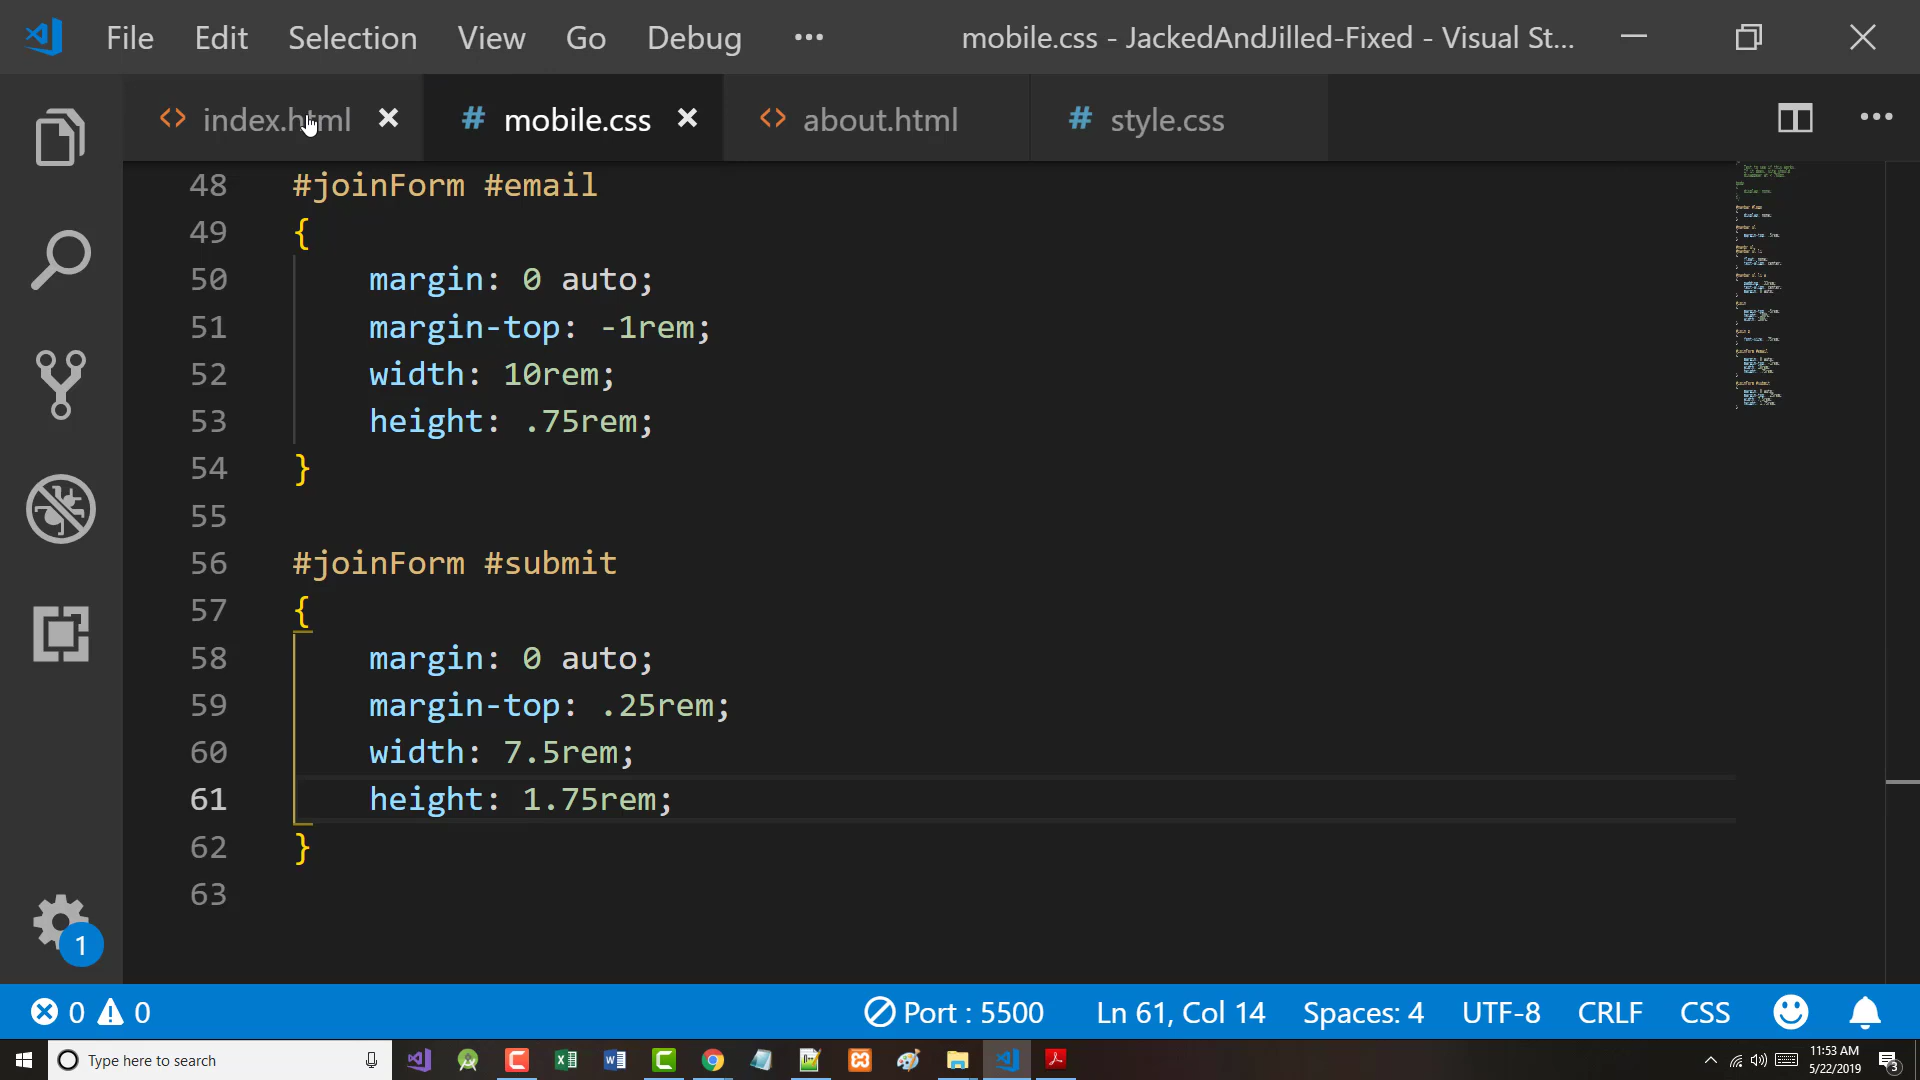 File Edit Selection View Go Debug ••• mobile.css - JackedAndJilled-Fixed - Visual St...
<> index.html # mobile.css <> about.html # style.css
48 #joinForm #email
49 {
50 margin: 0 auto;
51 margin-top: -1rem;
52 width: 10rem;
53 height: .75rem;
54 }
55
56 #joinForm #submit
57 {
58 margin: 0 auto;
59 margin-top: .25rem;
60 width: 7.5rem;
61 height: 1.75rem;
62 }
63
1
0 0 Port : 5500 Ln 61, Col 14 Spaces: 4 UTF-8 CRLF CSS
Type here to search
11:53 AM
5/22/2019
3